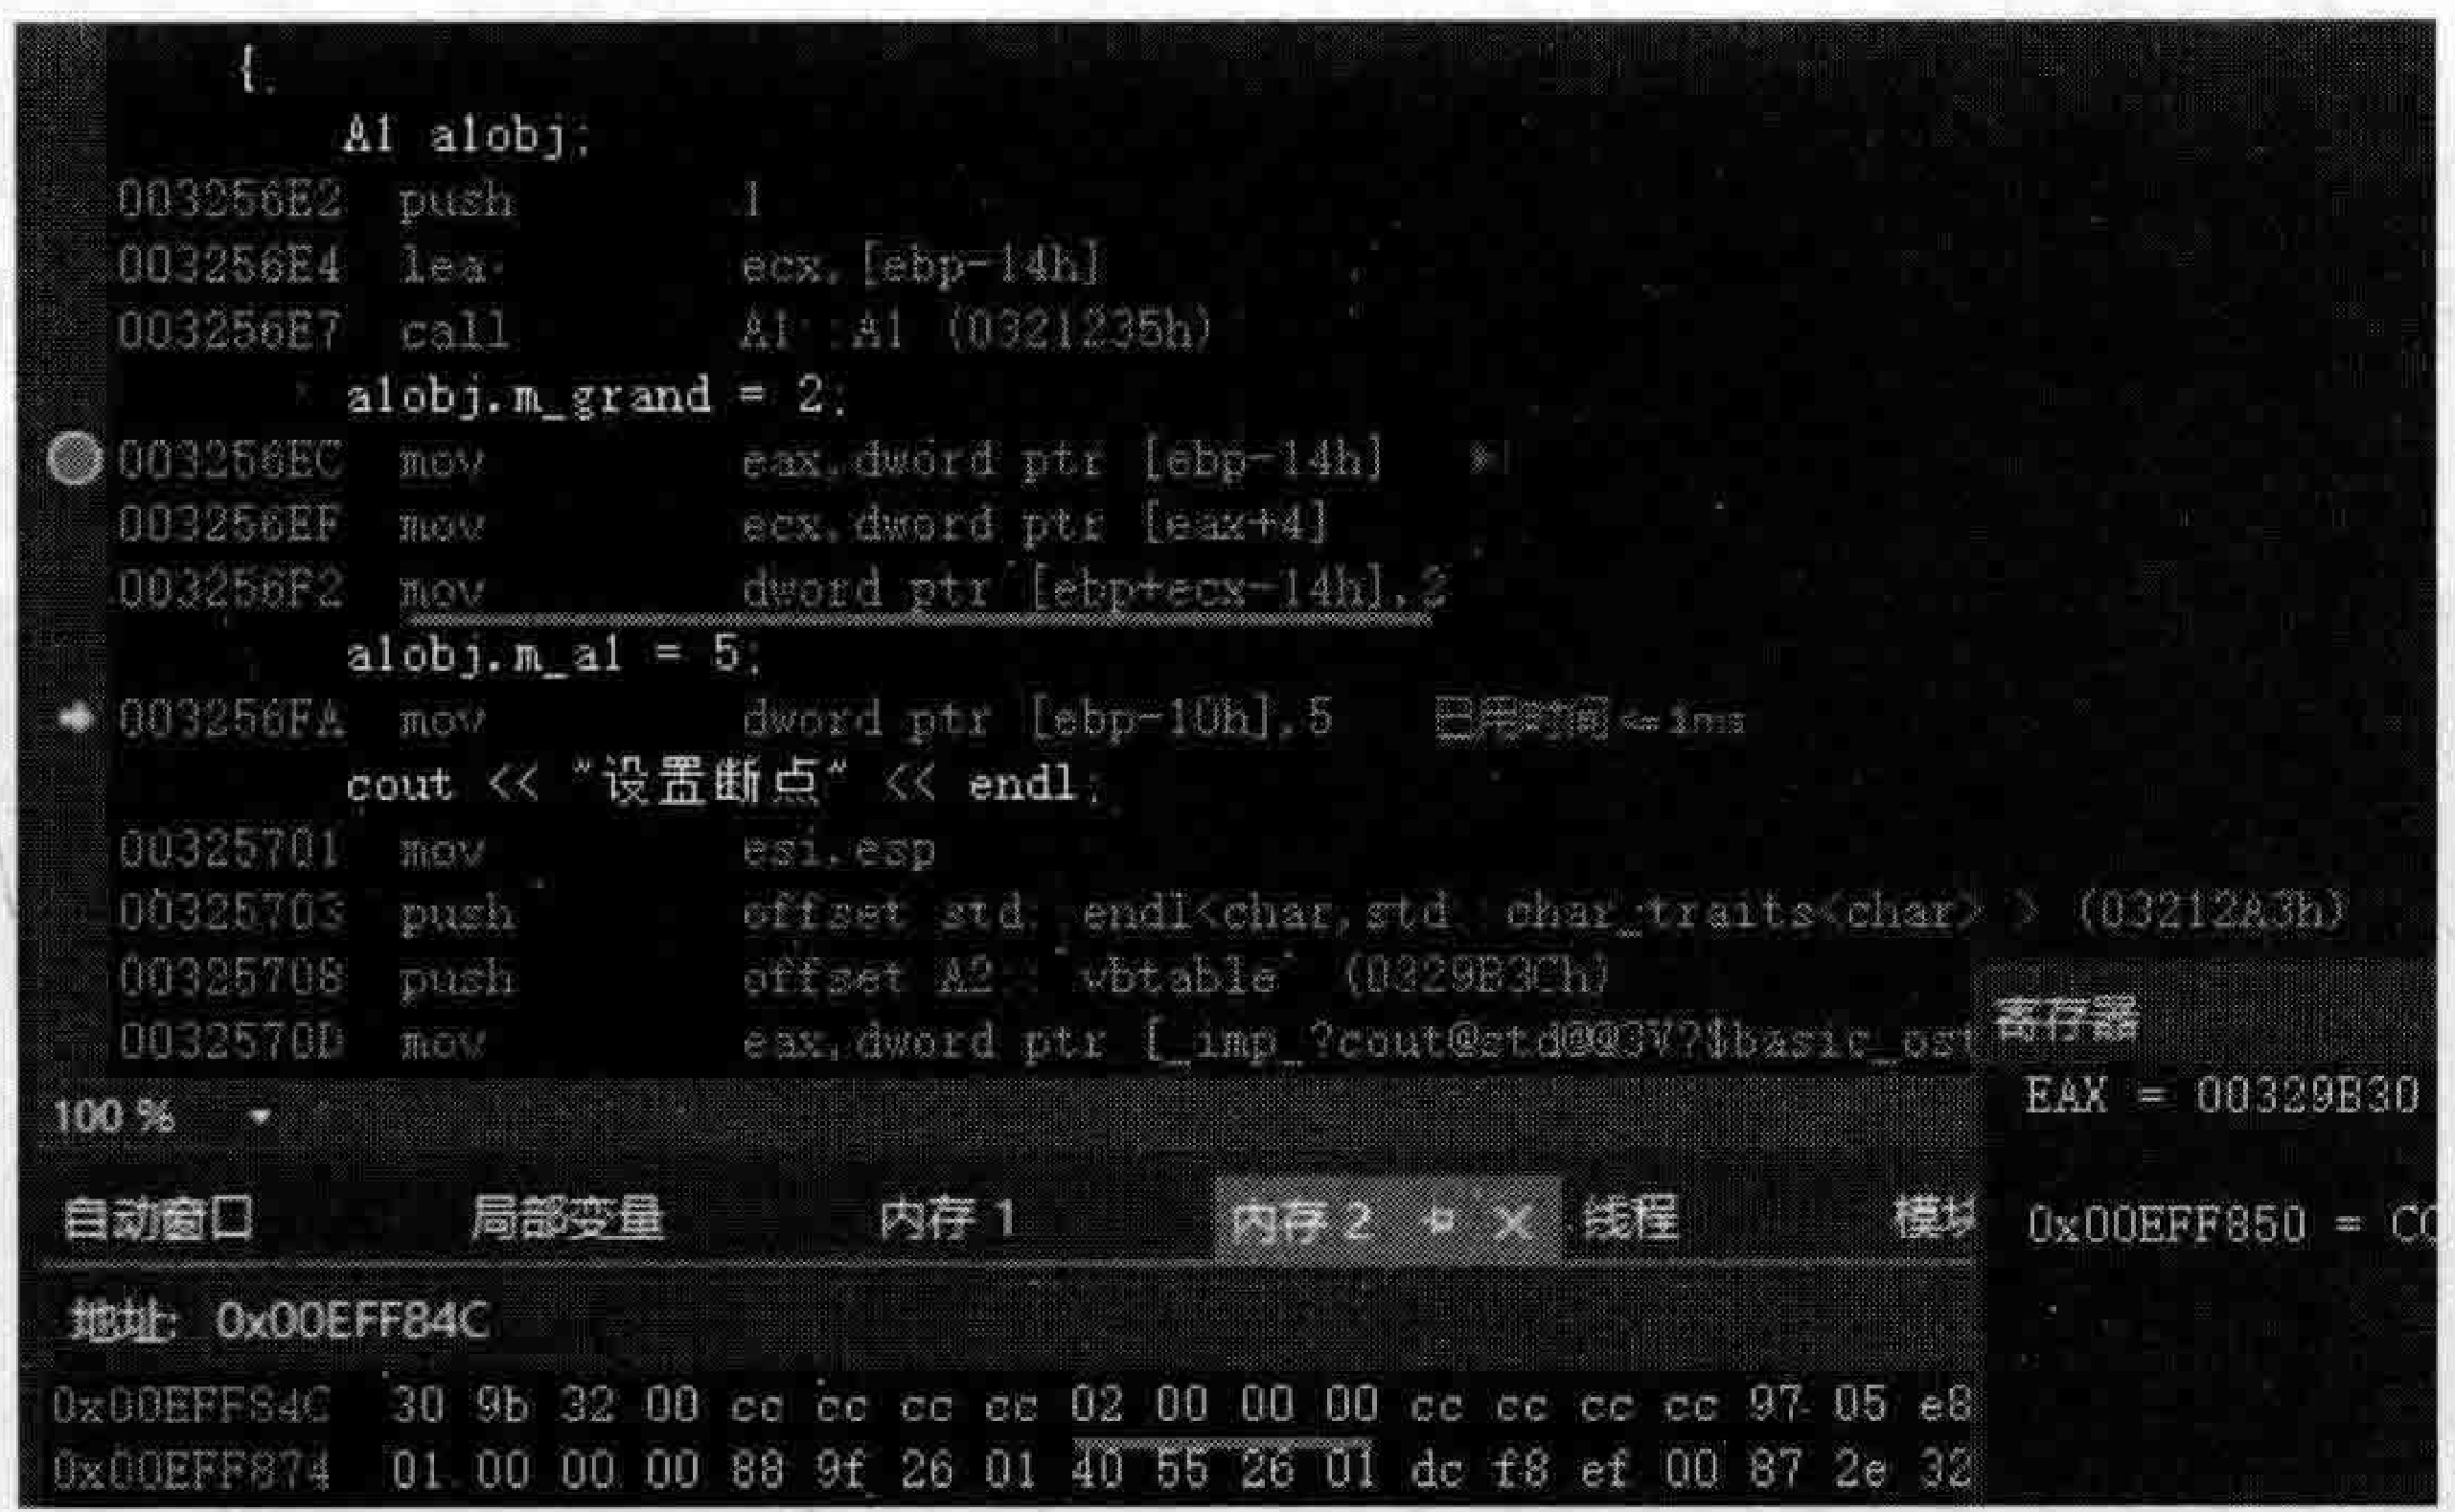 {
A1 a1obj;
003256E2 push 1
003256E4 lea ecx,[ebp-14h]
003256E7 call A1::A1 (0321235h)
a1obj.m_grand = 2;
003256EC mov eax,dword ptr [ebp-14h]
003256EF mov ecx,dword ptr [eax+4]
003256F2 mov dword ptr [ebp+ecx-14h],2
a1obj.m_a1 = 5;
003256FA mov dword ptr [ebp-10h],5 已用时间<=1ms
cout << "设置断点" << endl;
00325701 mov esi,esp
00325703 push offset std::endl<char,std::char_traits<char> > (03212A3h)
00325708 push offset A2::`vbtable' (0329B3Ch)
0032570D mov eax,dword ptr [_imp_?cout@std@@3V?$basic_ost
寄存器
EAX = 00329B30
0x00EFF850 = CC
100 %
自动窗口 局部变量 内存 1 内存 2 线程 模块
地址: 0x00EFF84C
0x00EFF84C 30 9b 32 00 cc cc cc cc 02 00 00 00 cc cc cc cc 97 05 e8
0x00EFF874 01 00 00 00 88 9f 26 01 40 55 26 01 dc f8 ef 00 87 2e 32